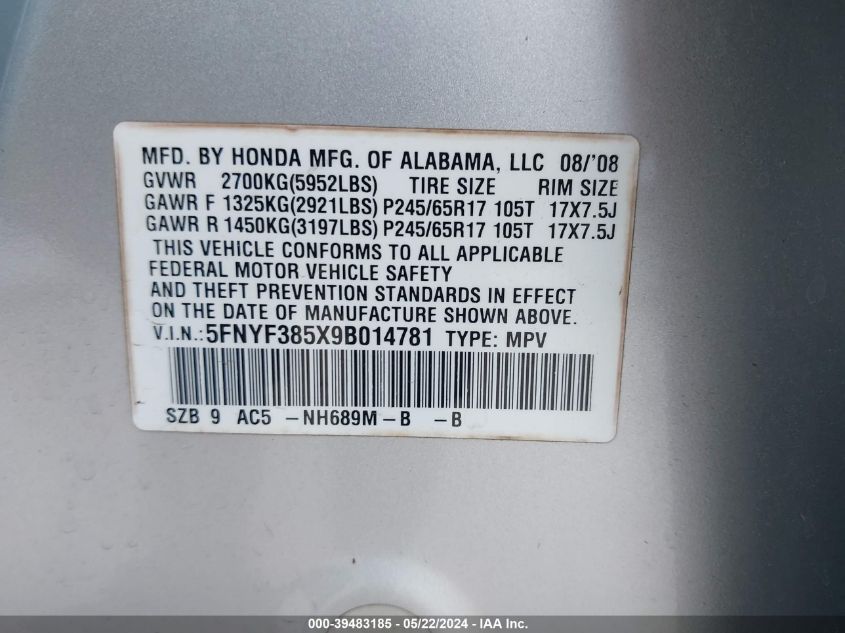 MFD. BY HONDA MFG. OF ALABAMA, LLC 08/'08
GVWR 2700KG(5952LBS) TIRE SIZE RIM SIZE
GAWR F 1325KG(2921LBS) P245/65R17 105T 17X7.5J
GAWR R 1450KG(3197LBS) P245/65R17 105T 17X7.5J
THIS VEHICLE CONFORMS TO ALL APPLICABLE
FEDERAL MOTOR VEHICLE SAFETY
AND THEFT PREVENTION STANDARDS IN EFFECT
ON THE DATE OF MANUFACTURE SHOWN ABOVE.
V.I.N.:5FNYF385X9B014781 TYPE: MPV
SZB 9 AC5 -NH689M-B -B
000-39483185 - 05/22/2024 - IAA Inc.